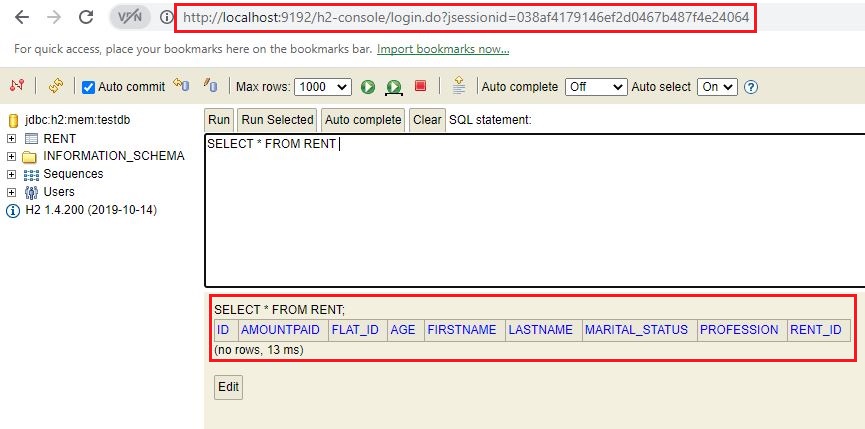 VPN http://localhost:9192/h2-console/login.do?jsessionid=038af4179146ef2d0467b487f4e24064
For quick access, place your bookmarks here on the bookmarks bar. Import bookmarks now...
Auto commit Max rows: 1000 Auto complete Off Auto select On ?
jdbc:h2:mem:testdb
RENT
INFORMATION_SCHEMA
Sequences
Users
H2 1.4.200 (2019-10-14)
Run Run Selected Auto complete Clear SQL statement:
SELECT * FROM RENT
SELECT * FROM RENT;
ID AMOUNTPAID FLAT_ID AGE FIRSTNAME LASTNAME MARITAL_STATUS PROFESSION RENT_ID
(no rows, 13 ms)
Edit